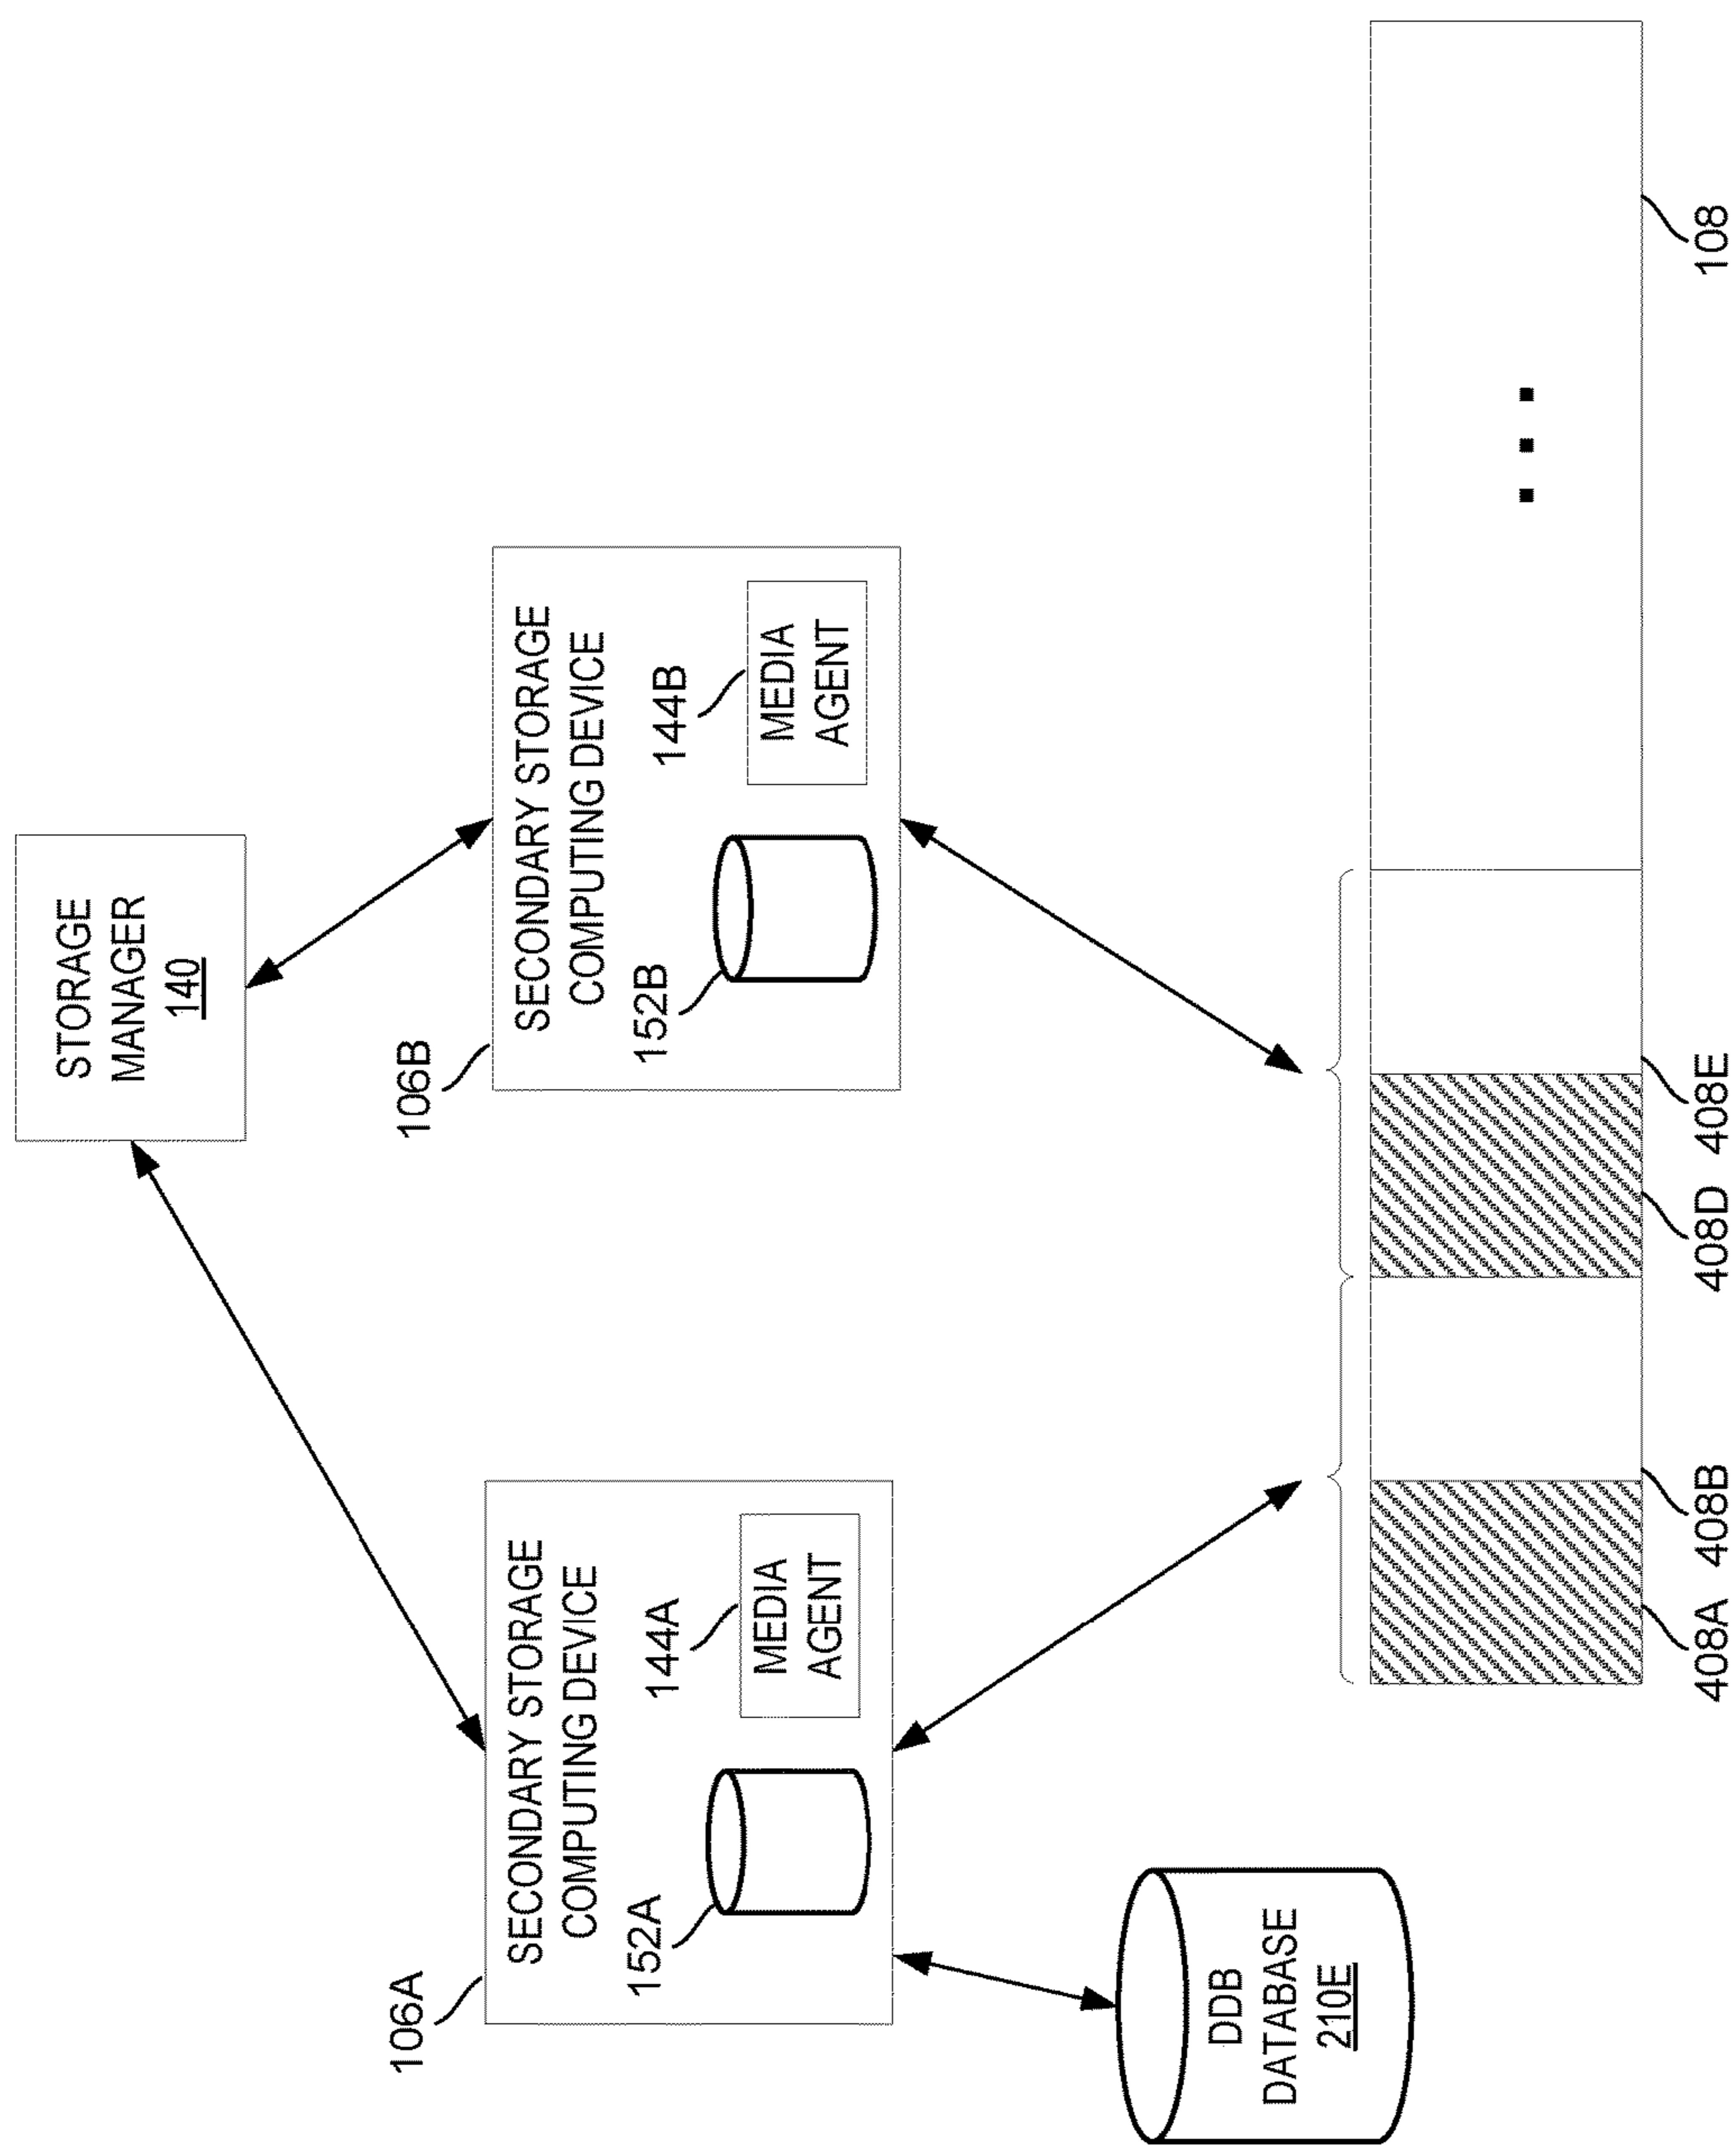 STORAGE
MANAGER
140
106A
SECONDARY STORAGE
COMPUTING DEVICE
152A
144A
MEDIA
AGENT
106B
SECONDARY STORAGE
COMPUTING DEVICE
152B
144B
MEDIA
AGENT
DDB
DATABASE
210E
408A
408B
408D
408E
108